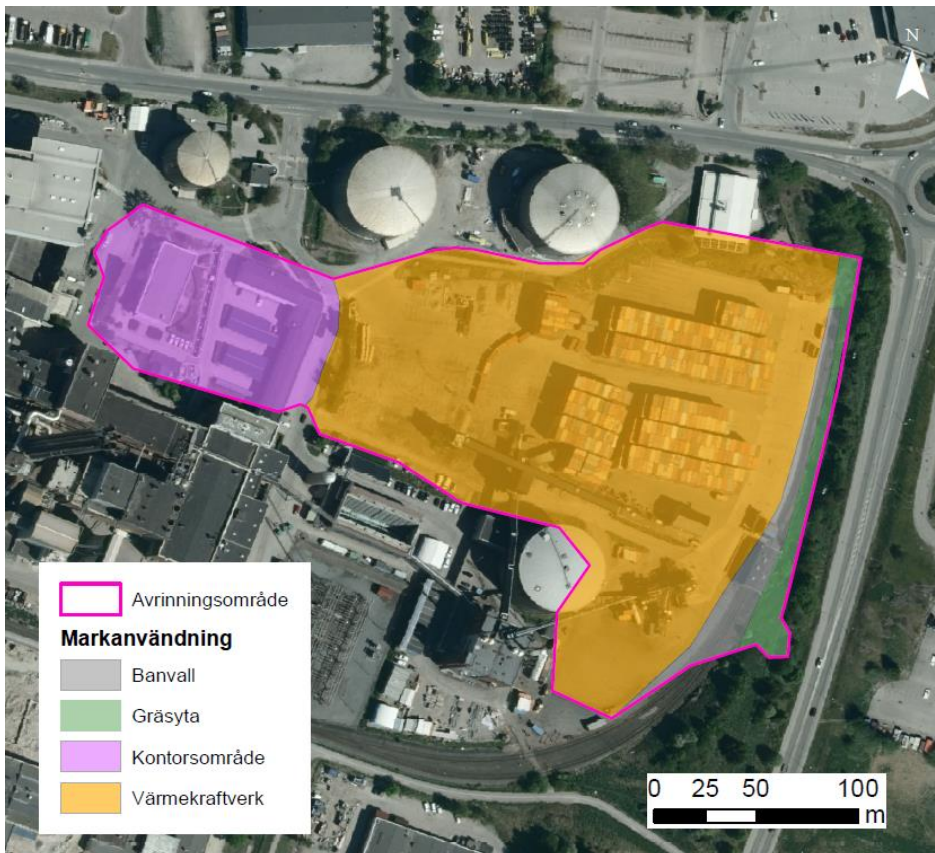 N
Avrinningsområde
Markanvändning
Banvall
Gräsyta
Kontorsområde
Värmekraftverk
0 25 50 100
m